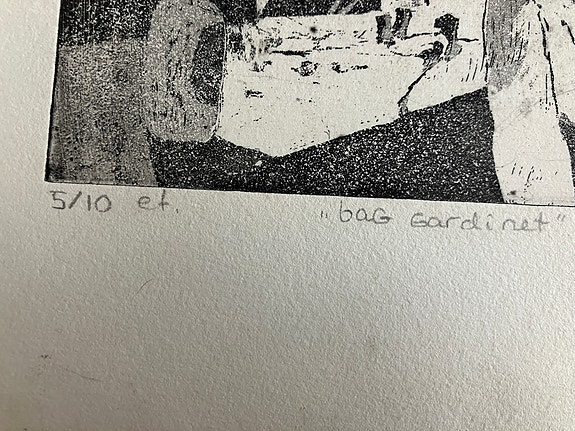 5/10 et. „bag Gardinet"